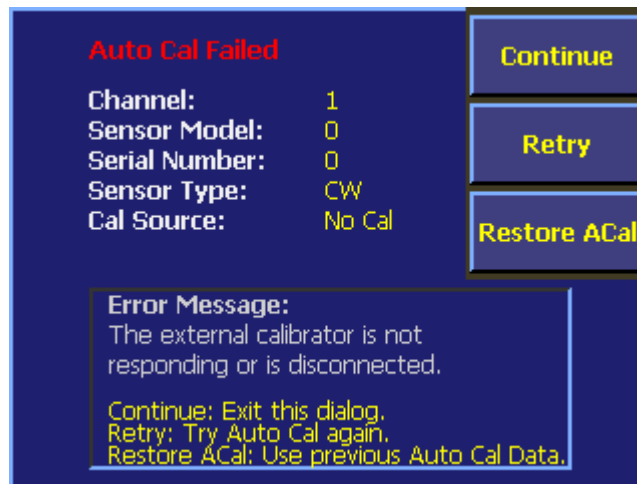 Auto Cal Failed
Channel: 1
Sensor Model: 0
Serial Number: 0
Sensor Type: CW
Cal Source: No Cal
Continue
Retry
Restore ACal
Error Message:
The external calibrator is not
responding or is disconnected.
Continue: Exit this dialog.
Retry: Try Auto Cal again.
Restore ACal: Use previous Auto Cal Data.